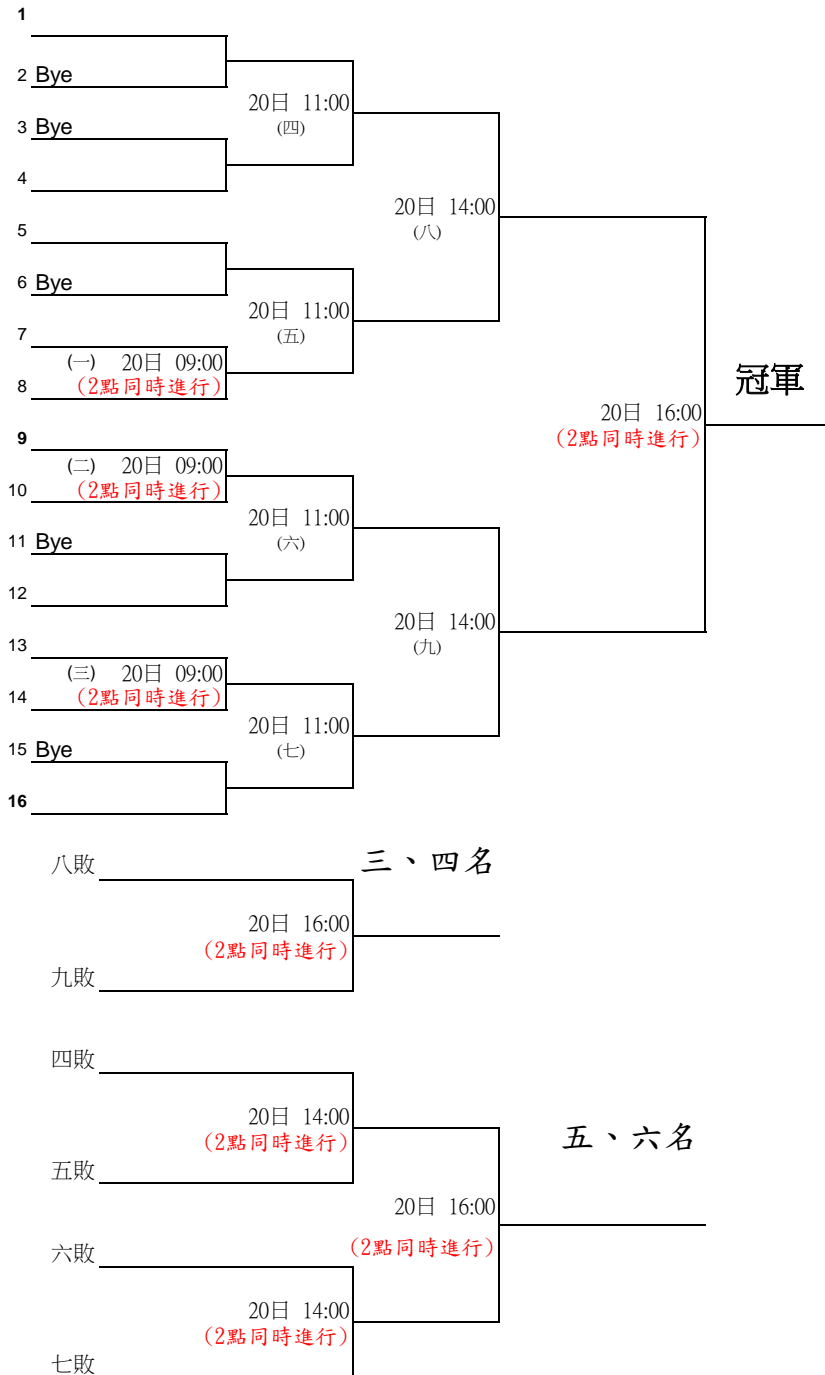 1
2 Bye
20日 11:00
(四)
3 Bye
4
20日 14:00
(八)
5
6 Bye
20日 11:00
(五)
7
(一) 20日 09:00
8 (2點同時進行)
冠軍
20日 16:00
(2點同時進行)
9
(二) 20日 09:00
10 (2點同時進行)
20日 11:00
(六)
11 Bye
12
20日 14:00
(九)
13
(三) 20日 09:00
14 (2點同時進行)
20日 11:00
(七)
15 Bye
16
八敗
三、四名
20日 16:00
(2點同時進行)
九敗
四敗
20日 14:00
(2點同時進行)
五、六名
五敗
20日 16:00
(2點同時進行)
六敗
20日 14:00
(2點同時進行)
七敗